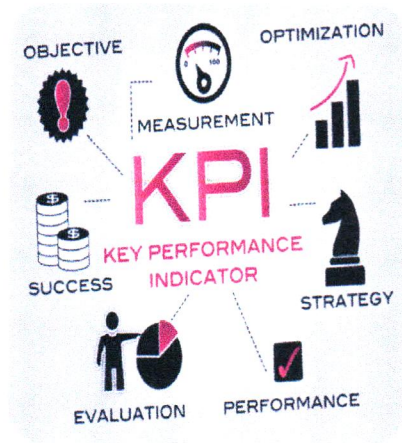 OBJECTIVE
OPTIMIZATION
0
100
MEASUREMENT
KPI
KEY PERFORMANCE
INDICATOR
$
$
SUCCESS
STRATEGY
EVALUATION
PERFORMANCE